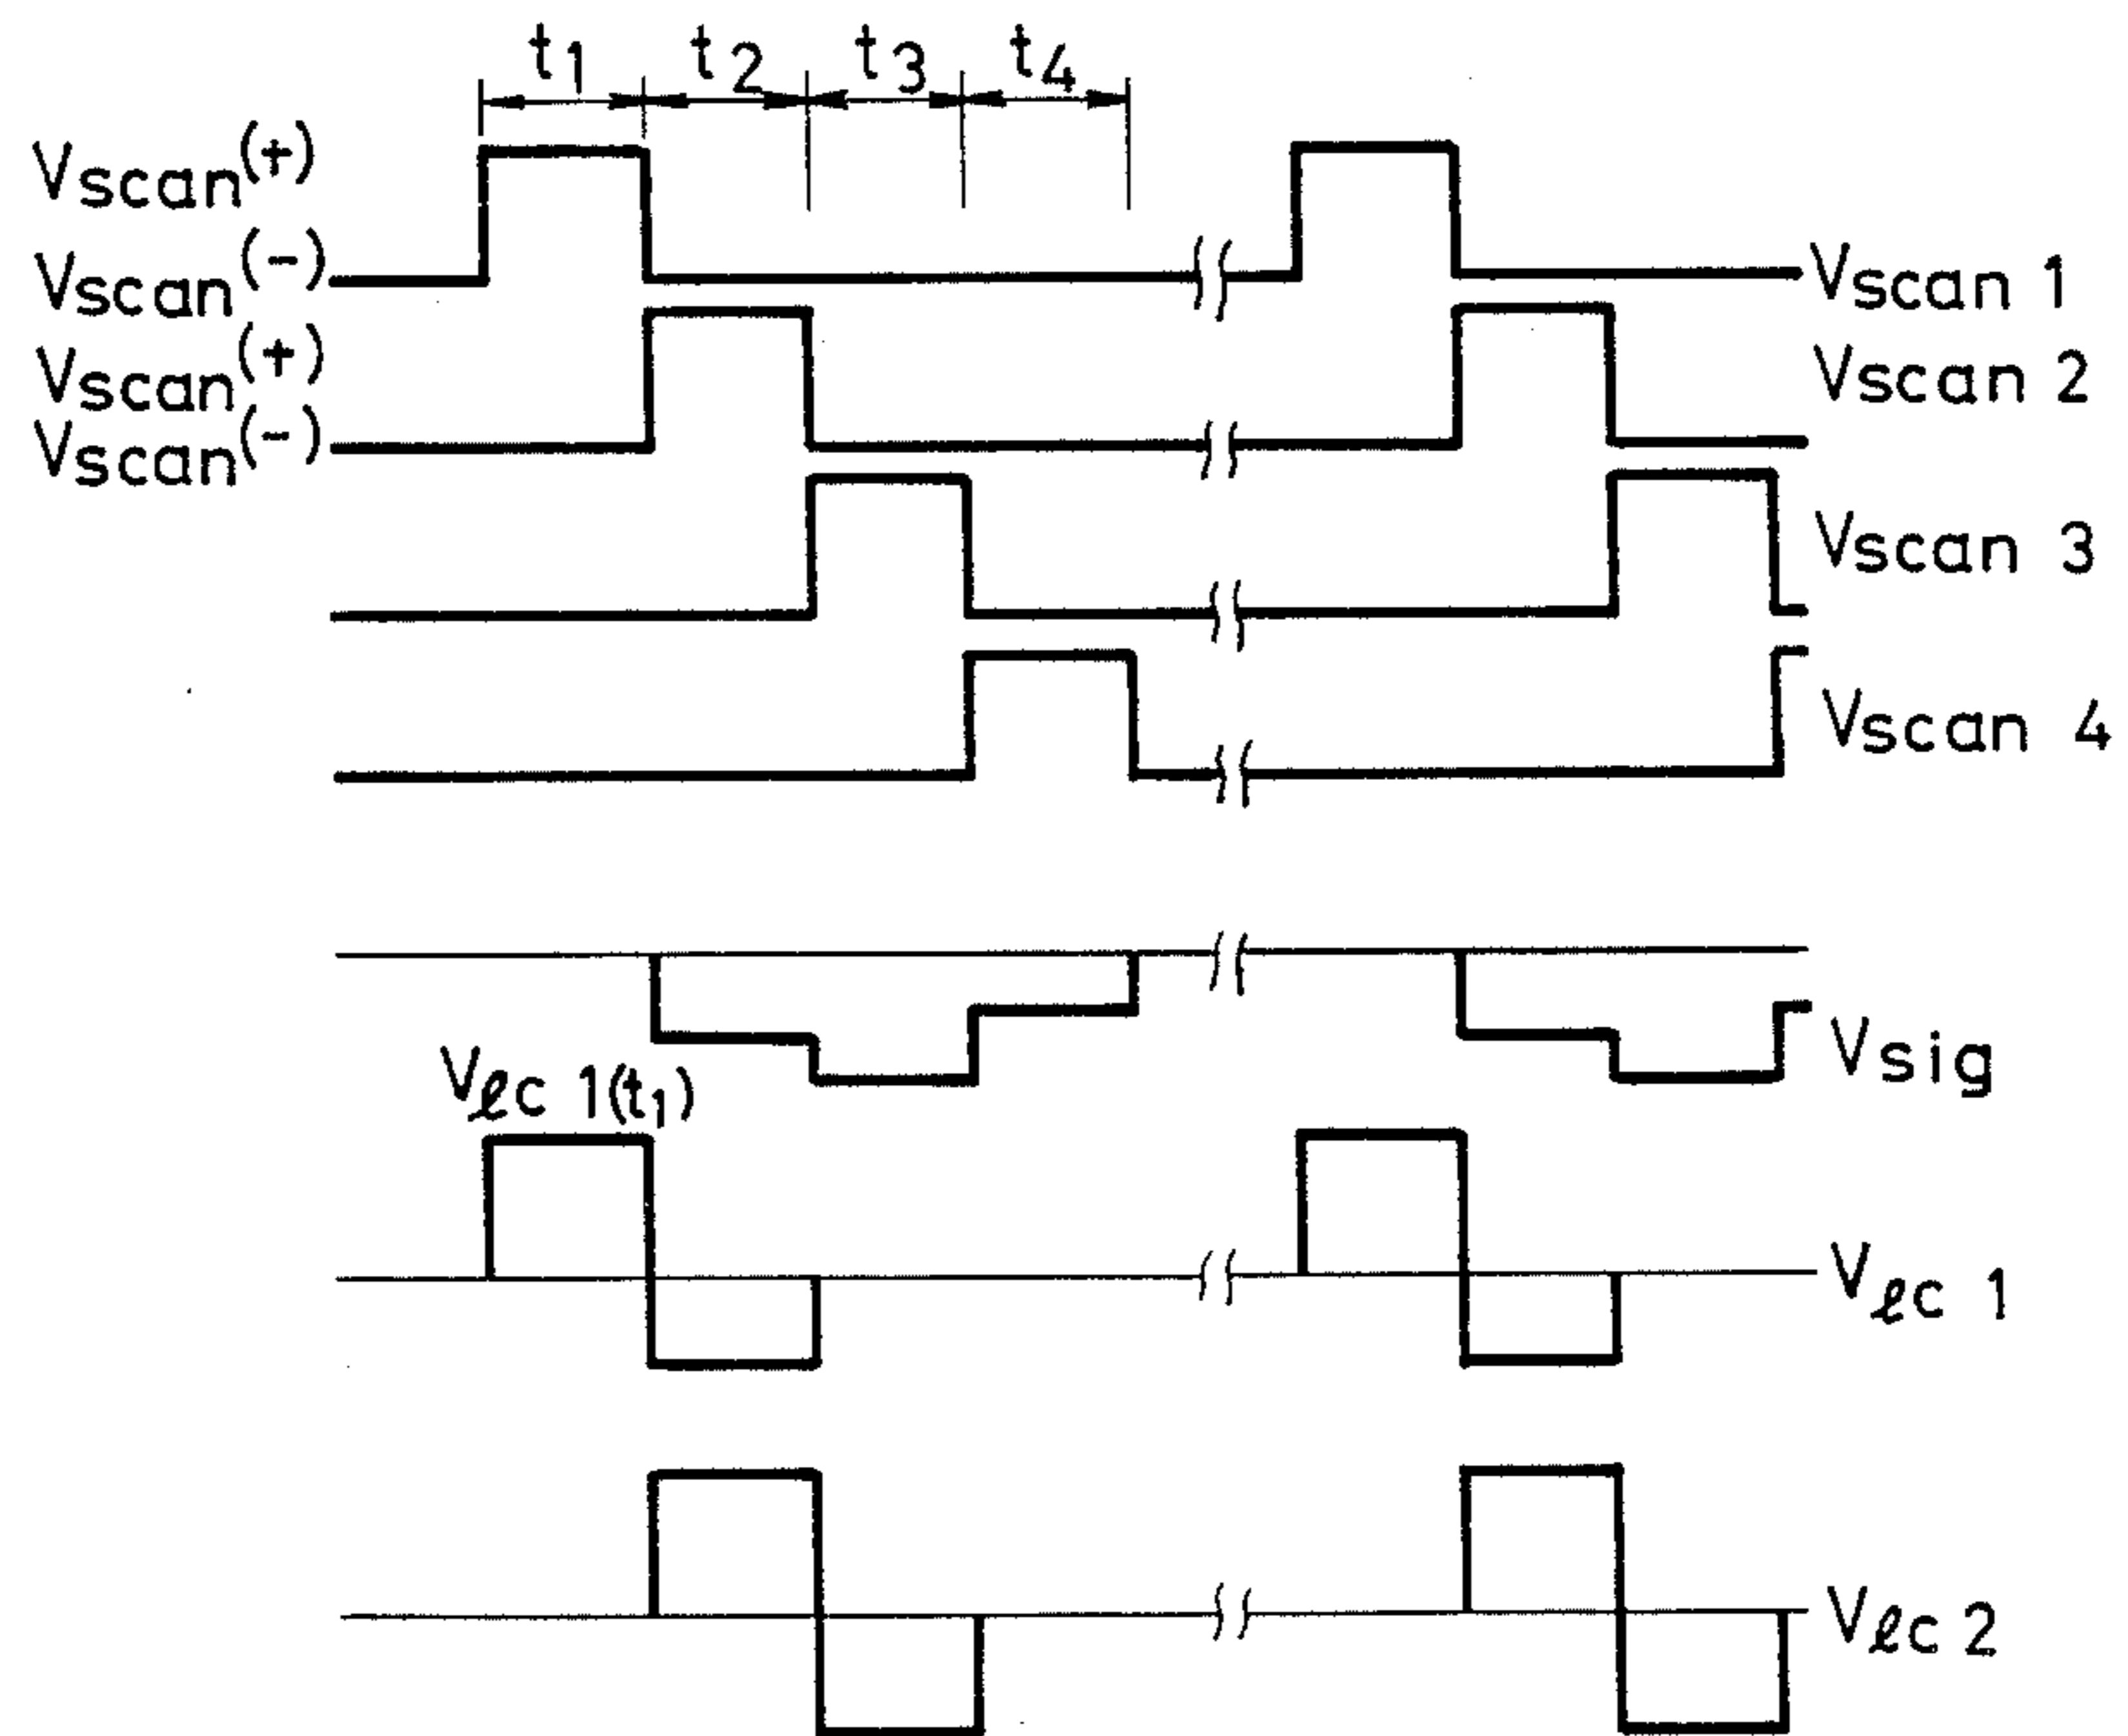 t1 t2 t3 t4
Vscan(+)
Vscan(-) Vscan 1
Vscan(+) Vscan 2
Vscan(-)
Vscan 3
Vscan 4
Vsig
Vℓc 1(t1)
Vℓc 1
Vℓc 2